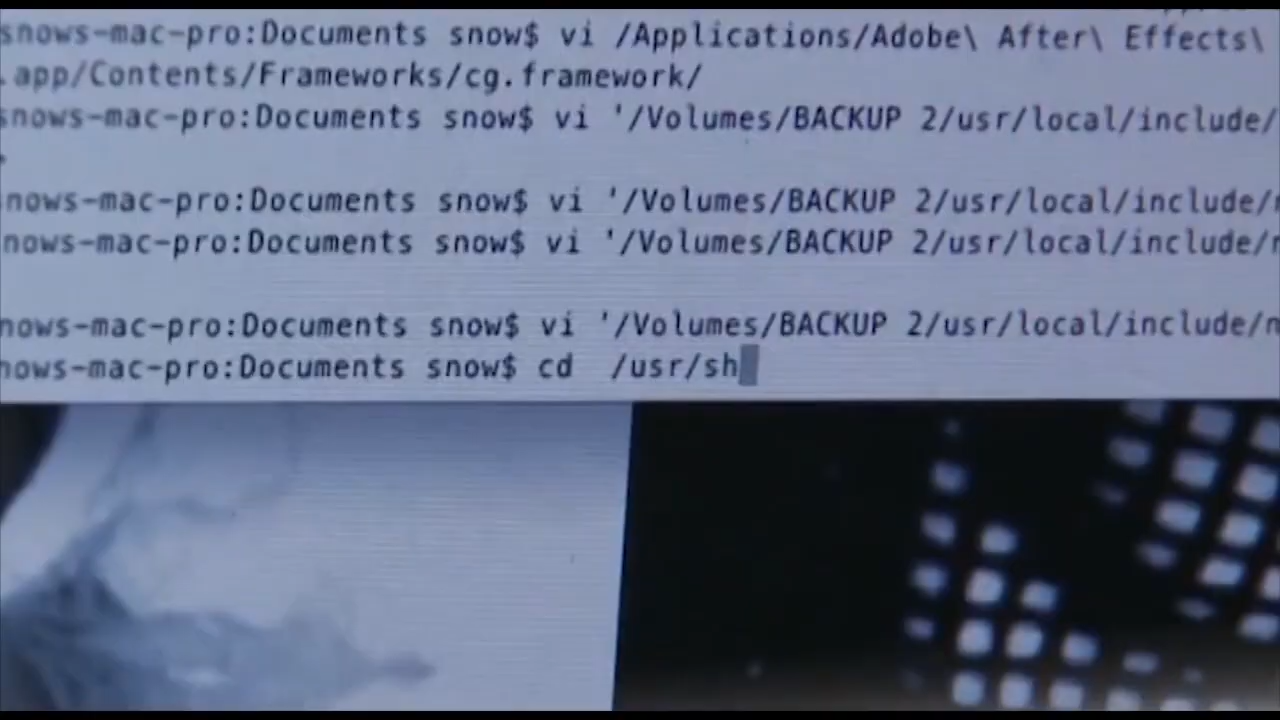 snows-mac-pro:Documents snow$ vi /Applications/Adobe\ After\ Effects\
.app/Contents/Frameworks/cg.framework/
snows-mac-pro:Documents snow$ vi '/Volumes/BACKUP 2/usr/local/include/
nows-mac-pro:Documents snow$ vi '/Volumes/BACKUP 2/usr/local/include/
nows-mac-pro:Documents snow$ vi '/Volumes/BACKUP 2/usr/local/include/
nows-mac-pro:Documents snow$ vi '/Volumes/BACKUP 2/usr/local/include/
nows-mac-pro:Documents snow$ cd  /usr/sh